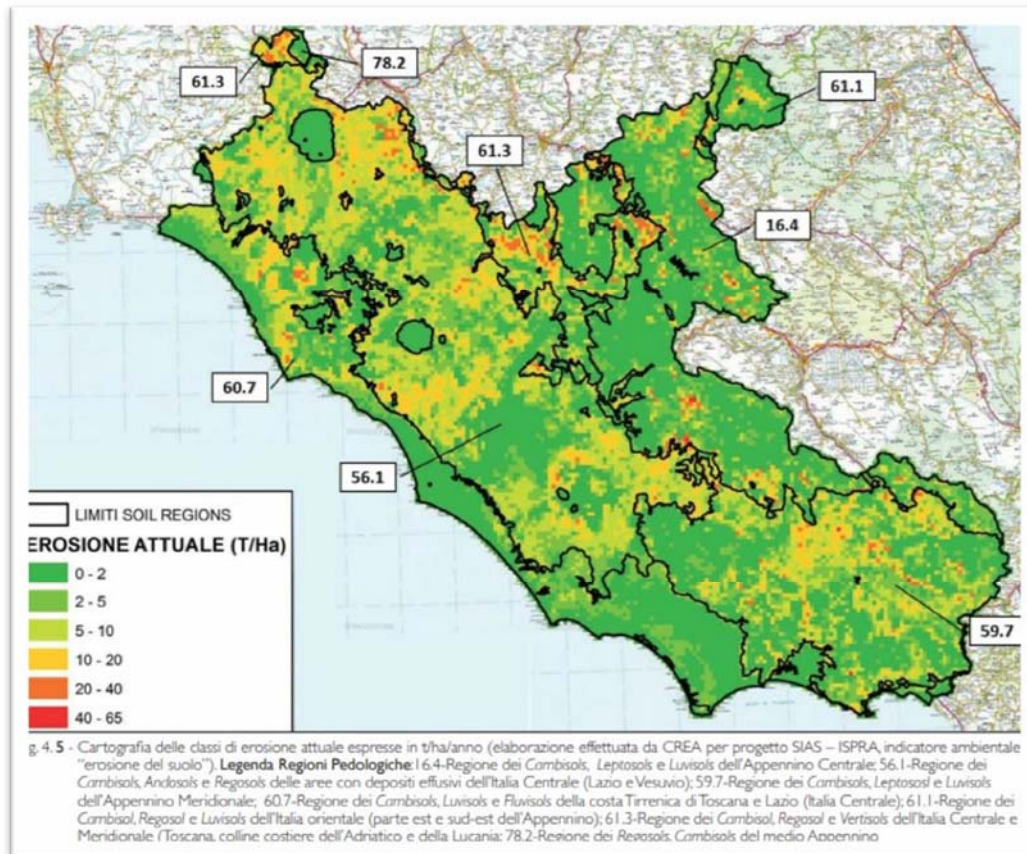 61.3
78.2
61.1
61.3
16.4
60.7
56.1
59.7
LIMITI SOIL REGIONS
EROSIONE ATTUALE (T/Ha)
0 - 2
2 - 5
5 - 10
10 - 20
20 - 40
40 - 65
g. 4.5 - Cartografia delle classi di erosione attuale espresse in t/ha/anno (elaborazione effettuata da CREA per progetto SIAS – ISPRA, indicatore ambientale
"erosione del suolo"). Legenda Regioni Pedologiche:16.4-Regione dei Cambisols, Leptosols e Luvisols dell'Appennino Centrale; 56.1-Regione dei
Cambisols, Andosols e Regosols delle aree con depositi effusivi dell'Italia Centrale (Lazio e Vesuvio); 59.7-Regione dei Cambisols, Leptososl e Luvisols
dell'Appennino Meridionale; 60.7-Regione dei Cambisols, Luvisols e Fluvisols della costa Tirrenica di Toscana e Lazio (Italia Centrale); 61.1-Regione dei
Cambisol, Regosol e Luvisols dell'Italia orientale (parte est e sud-est dell'Appennino); 61.3-Regione dei Cambisol, Regosol e Vertisols dell'Italia Centrale e
Meridionale (Toscana, colline costiere dell'Adriatico e della Lucania; 78.2-Regione dei Regosols, Cambisols del medio Appennino